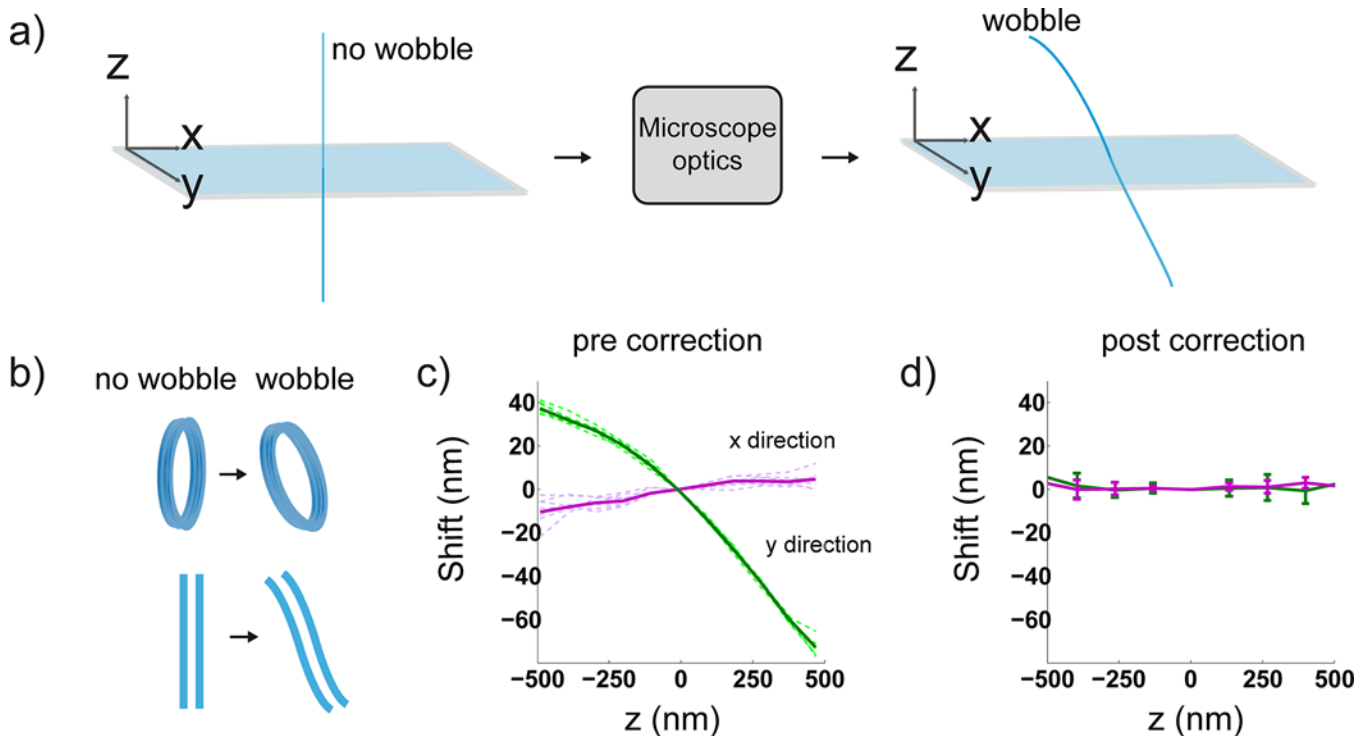 a)
z
x
y
no wobble
Microscope
optics
wobble
z
x
y
b)
no wobble
wobble
c)
pre correction
Shift (nm)
40
20
0
−20
−40
−60
x direction
y direction
−500
−250
0
250
500
z (nm)
d)
post correction
Shift (nm)
40
20
0
−20
−40
−60
−500
−250
0
250
500
z (nm)